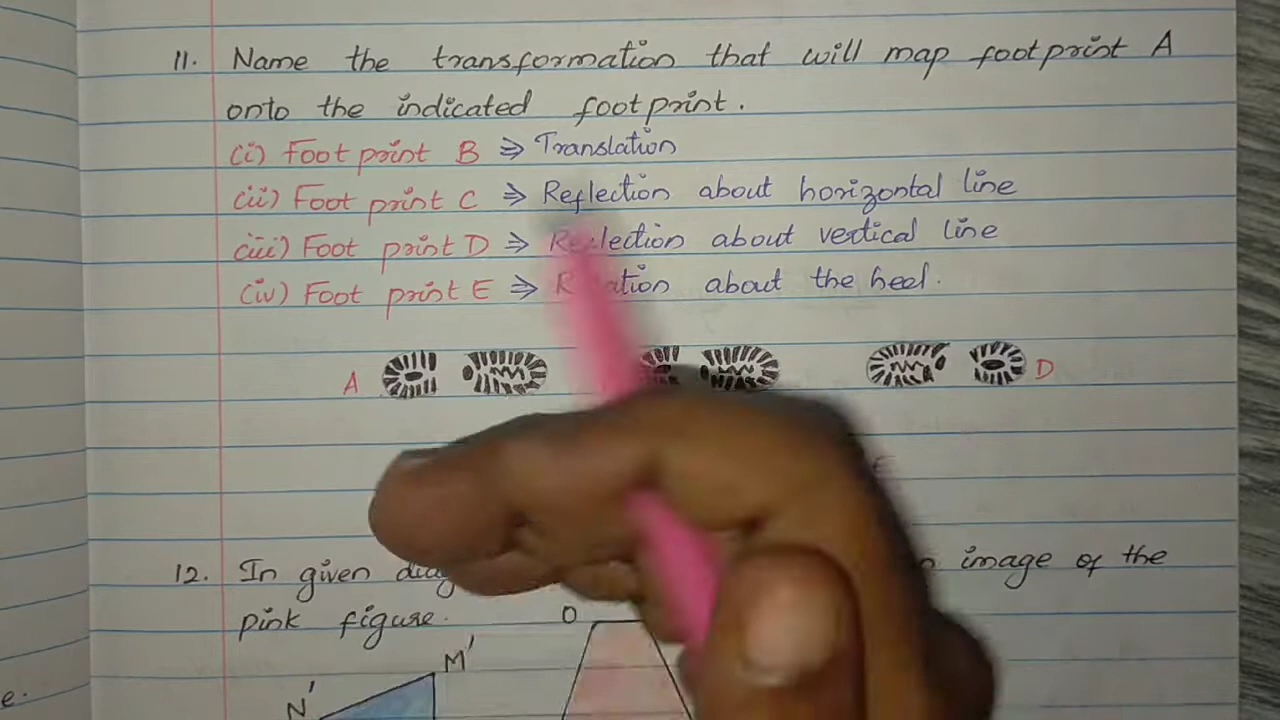 11. Name the transformation that will map footprint A
onto the indicated footprint.
(i) Foot print B ⇒ Translation
(ii) Foot print C ⇒ Reflection about horizontal line
(iii) Foot print D ⇒ Reflection about vertical line
(iv) Foot print E ⇒ Rotation about the heel.
A D
12. In given image of the
pink figure.
O
M'
N'
e.